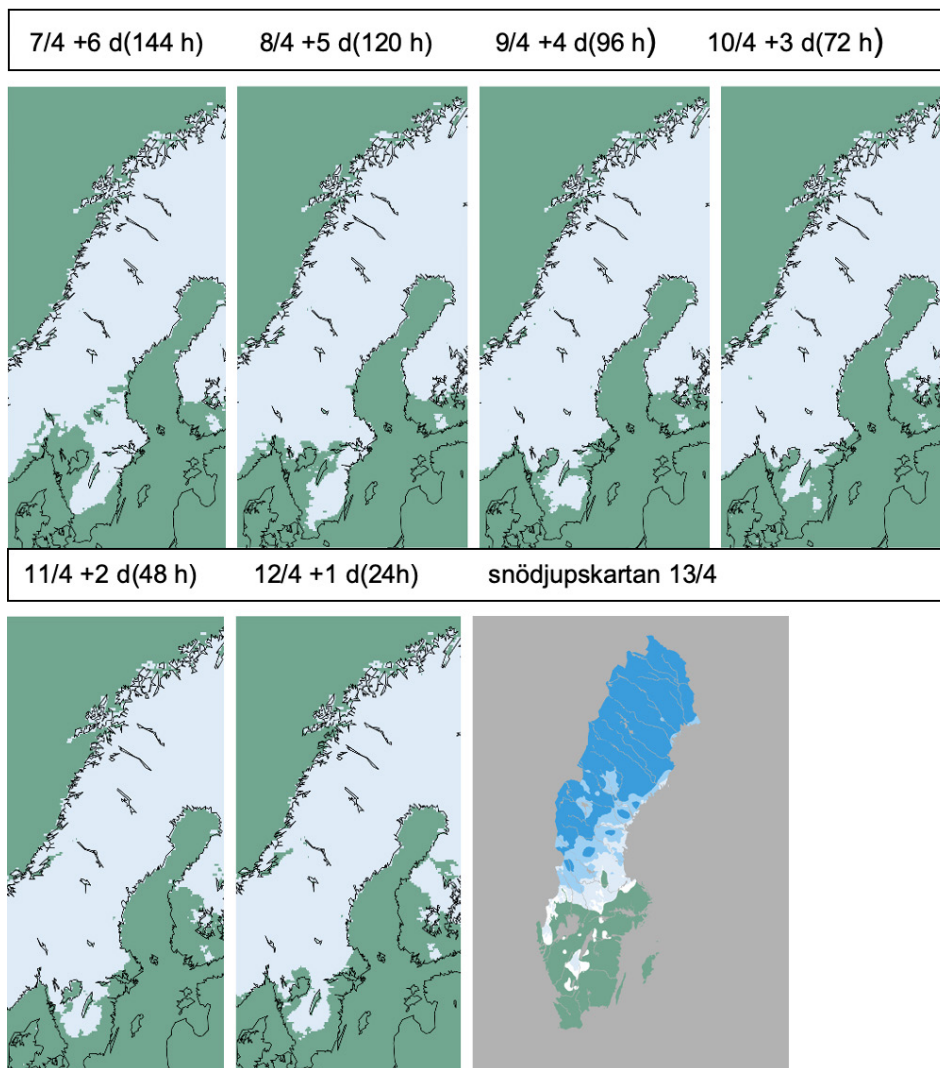 7/4 +6 d(144 h) 8/4 +5 d(120 h) 9/4 +4 d(96 h) 10/4 +3 d(72 h)
11/4 +2 d(48 h) 12/4 +1 d(24h) snödjupskartan 13/4